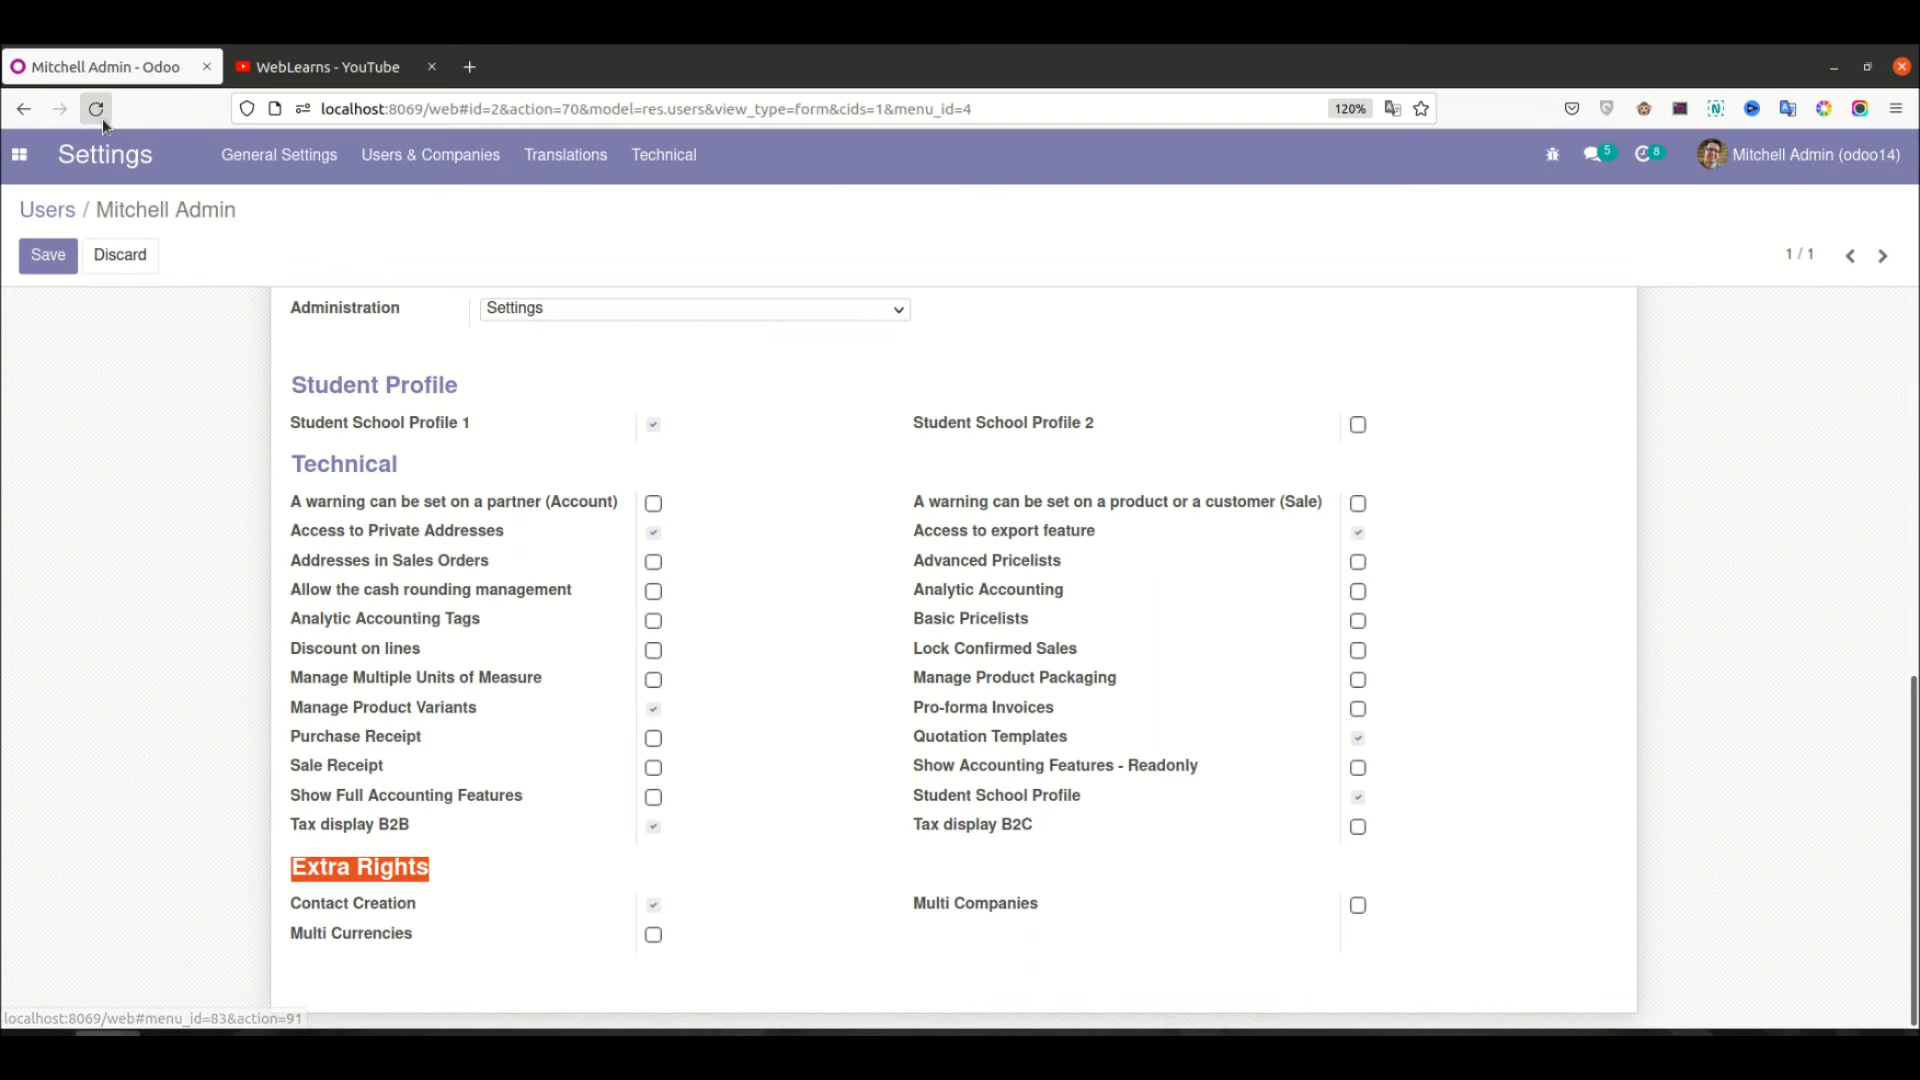 Mitchell Admin - Odoo
WebLearns - YouTube
localhost:8069/web#id=2&action=70&model=res.users&view_type=form&cids=1&menu_id=4
120%
Settings
General Settings
Users & Companies
Translations
Technical
5
8
Mitchell Admin (odoo14)
Users / Mitchell Admin
Save
Discard
1 / 1
Administration
Settings
Student Profile
Student School Profile 1
Student School Profile 2
Technical
A warning can be set on a partner (Account)
A warning can be set on a product or a customer (Sale)
Access to Private Addresses
Access to export feature
Addresses in Sales Orders
Advanced Pricelists
Allow the cash rounding management
Analytic Accounting
Analytic Accounting Tags
Basic Pricelists
Discount on lines
Lock Confirmed Sales
Manage Multiple Units of Measure
Manage Product Packaging
Manage Product Variants
Pro-forma Invoices
Purchase Receipt
Quotation Templates
Sale Receipt
Show Accounting Features - Readonly
Show Full Accounting Features
Student School Profile
Tax display B2B
Tax display B2C
Extra Rights
Contact Creation
Multi Companies
Multi Currencies
localhost:8069/web#menu_id=83&action=91